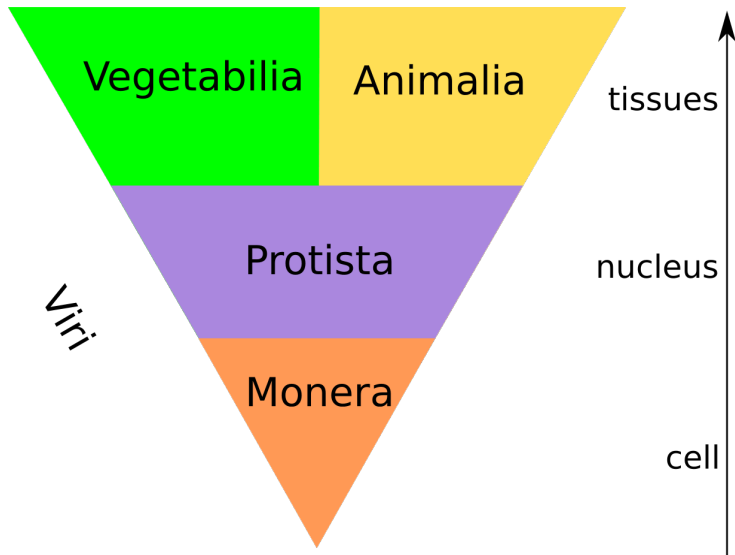 Vegetabilia
Animalia
tissues
Protista
nucleus
Viri
Monera
cell